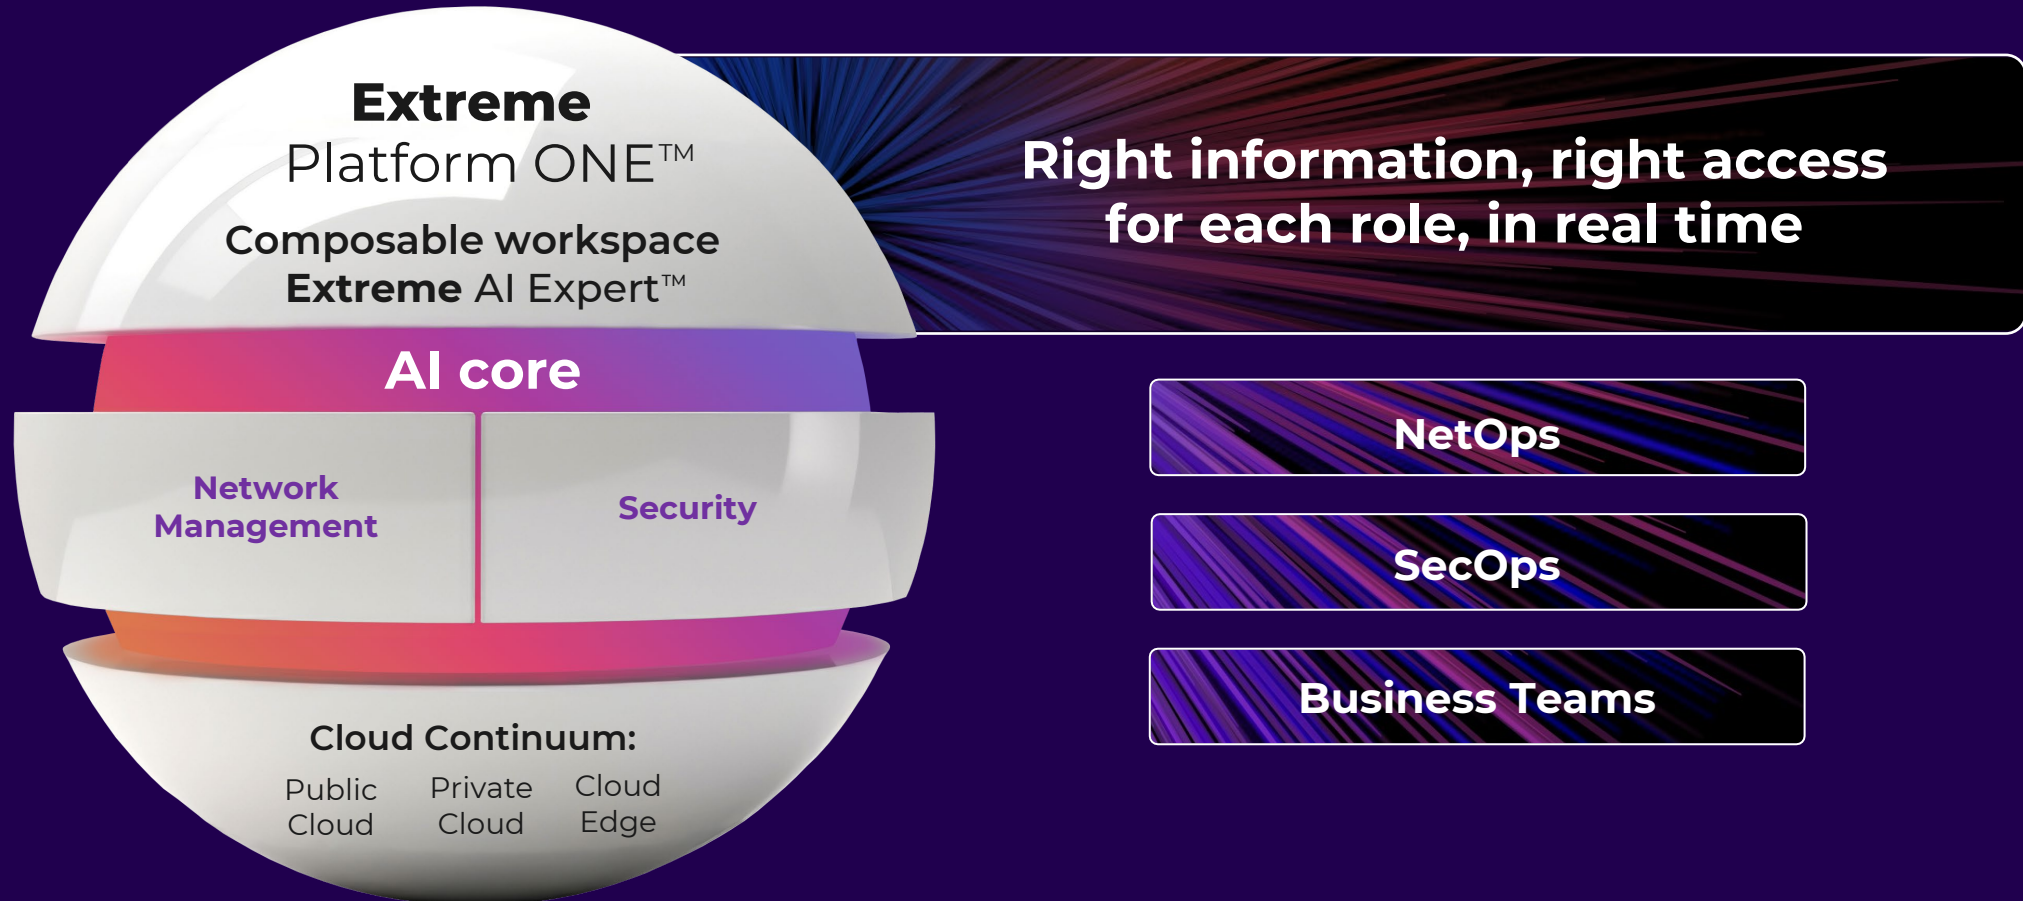 Extreme
Platform ONE™
Composable workspace
Extreme AI Expert™
AI core
Network
Management
Security
Cloud Continuum:
Public
Cloud
Private
Cloud
Cloud
Edge
Right information, right access
for each role, in real time
NetOps
SecOps
Business Teams